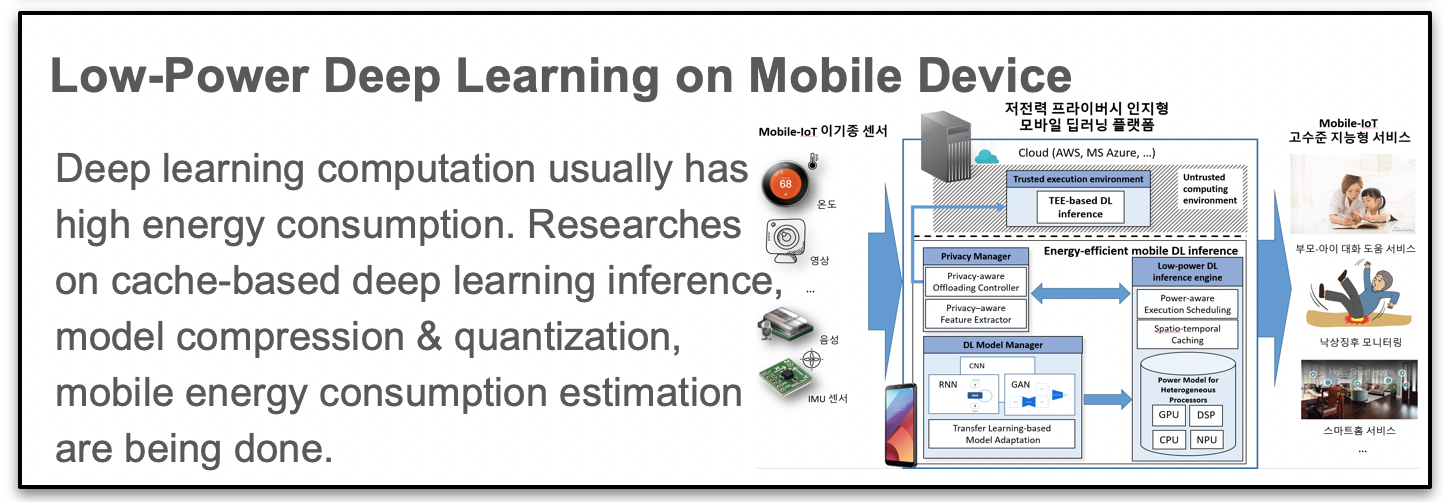 Low-Power Deep Learning on Mobile Device
Deep learning computation usually has
high energy consumption. Researches
on cache-based deep learning inference,
model compression & quantization,
mobile energy consumption estimation
are being done.
Mobile-IoT 이기종 센서
68
온도
영상
...
음성
IMU 센서
저전력 프라이버시 인지형
모바일 딥러닝 플랫폼
Cloud (AWS, MS Azure, ...)
Trusted execution environment
TEE-based DL
inference
Untrusted
computing
environment
Energy-efficient mobile DL inference
Privacy Manager
Privacy-aware
Offloading Controller
Privacy–aware
Feature Extractor
Low-power DL
inference engine
Power-aware
Execution Scheduling
Spatio-temporal
Caching
DL Model Manager
CNN
RNN
GAN
Transfer Learning-based
Model Adaptation
Power Model for
Heterogeneous
Processors
GPU
DSP
CPU
NPU
Mobile-IoT
고수준 지능형 서비스
부모-아이 대화 도움 서비스
낙상징후 모니터링
Hello, Smart Home
스마트홈 서비스
...